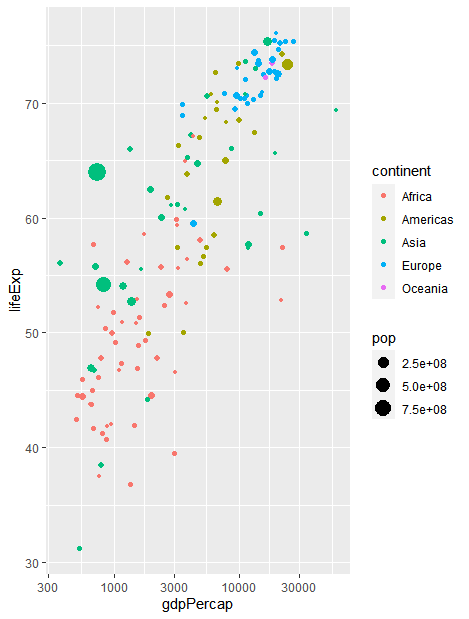 70
60
50
40
30
lifeExp
300 1000 3000 10000 30000
gdpPercap
continent
Africa
Americas
Asia
Europe
Oceania
pop
2.5e+08
5.0e+08
7.5e+08